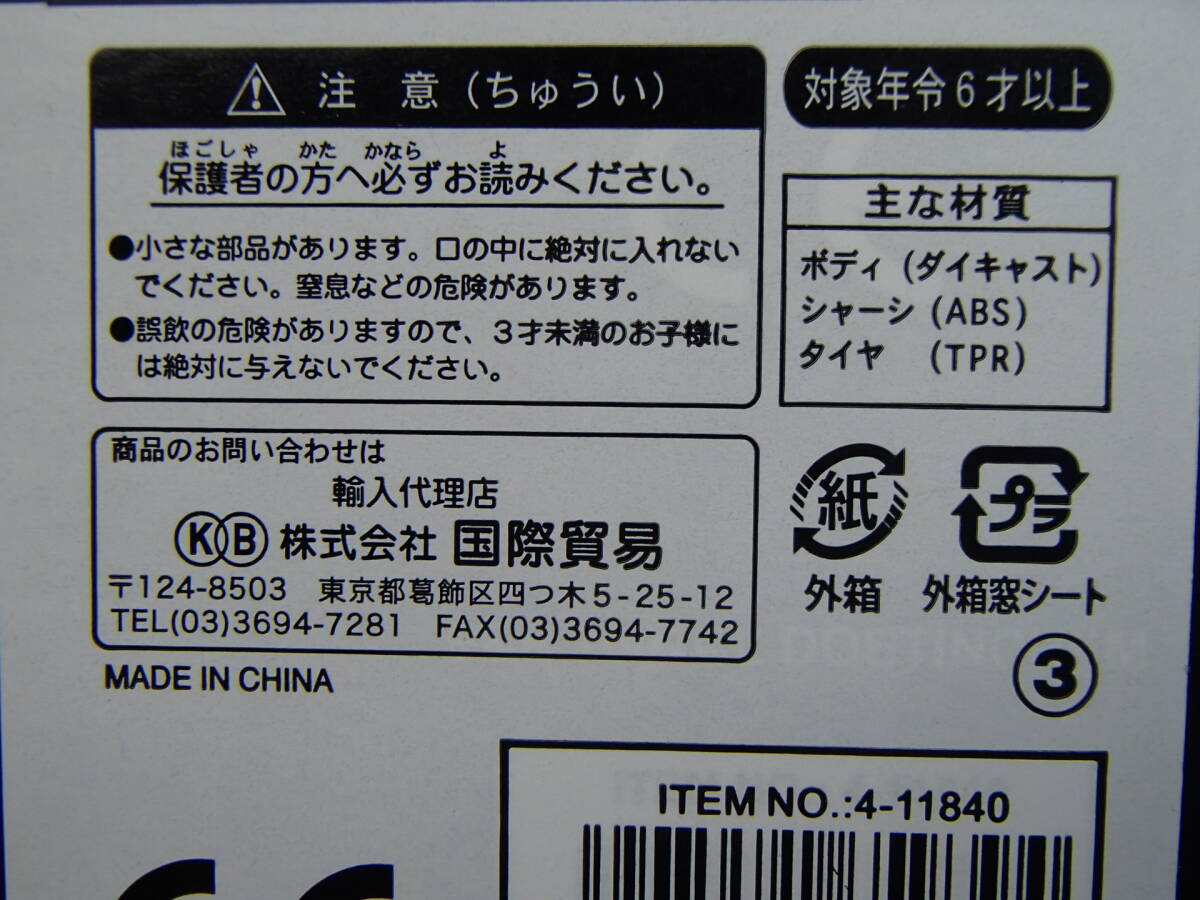 注 意（ちゅうい）
ほごしゃ かた かなら よ
保護者の方へ必ずお読みください。
●小さな部品があります。口の中に絶対に入れない
でください。窒息などの危険があります。
●誤飲の危険がありますので、３才未満のお子様に
は絶対に与えないでください。
対象年令６才以上
主な材質
ボディ（ダイキャスト）
シャーシ（ABS）
タイヤ （TPR）
商品のお問い合わせは
輸入代理店
KB 株式会社 国際貿易
〒124-8503 東京都葛飾区四つ木5-25-12
TEL(03)3694-7281 FAX(03)3694-7742
MADE IN CHINA
紙
外箱
プラ
外箱窓シート
③
ITEM NO.:4-11840
CE